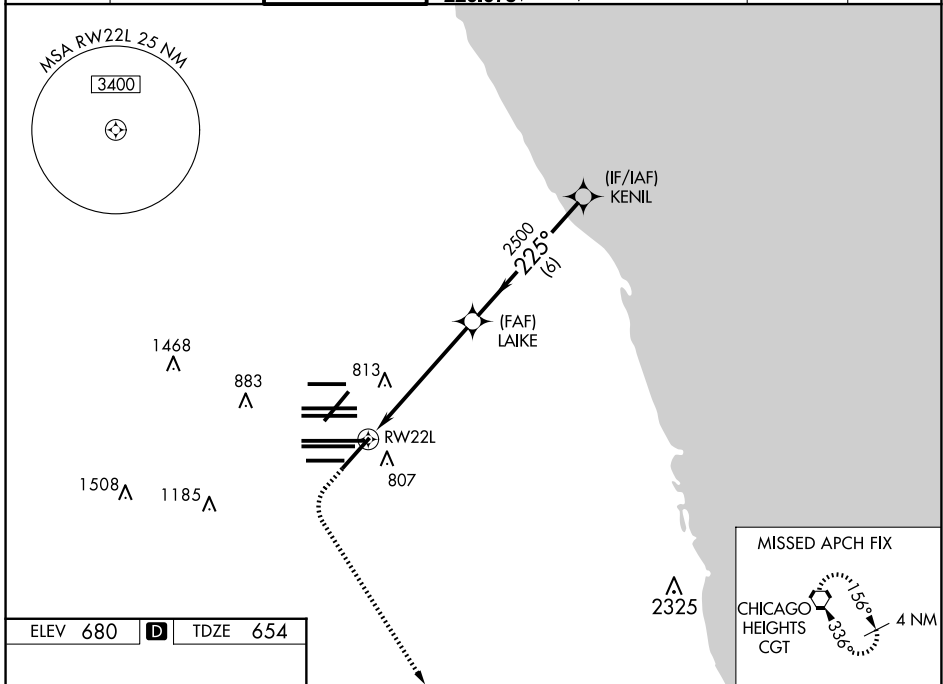 MSA RW22L 25 NM
3400
(IF/IAF)
KENIL
2500
225°
(6)
(FAF)
LAIKE
1468
883
813
RW22L
807
1508
1185
2325
MISSED APCH FIX
CHICAGO
HEIGHTS
CGT
156°
336°
4 NM
ELEV 680 D TDZE 654